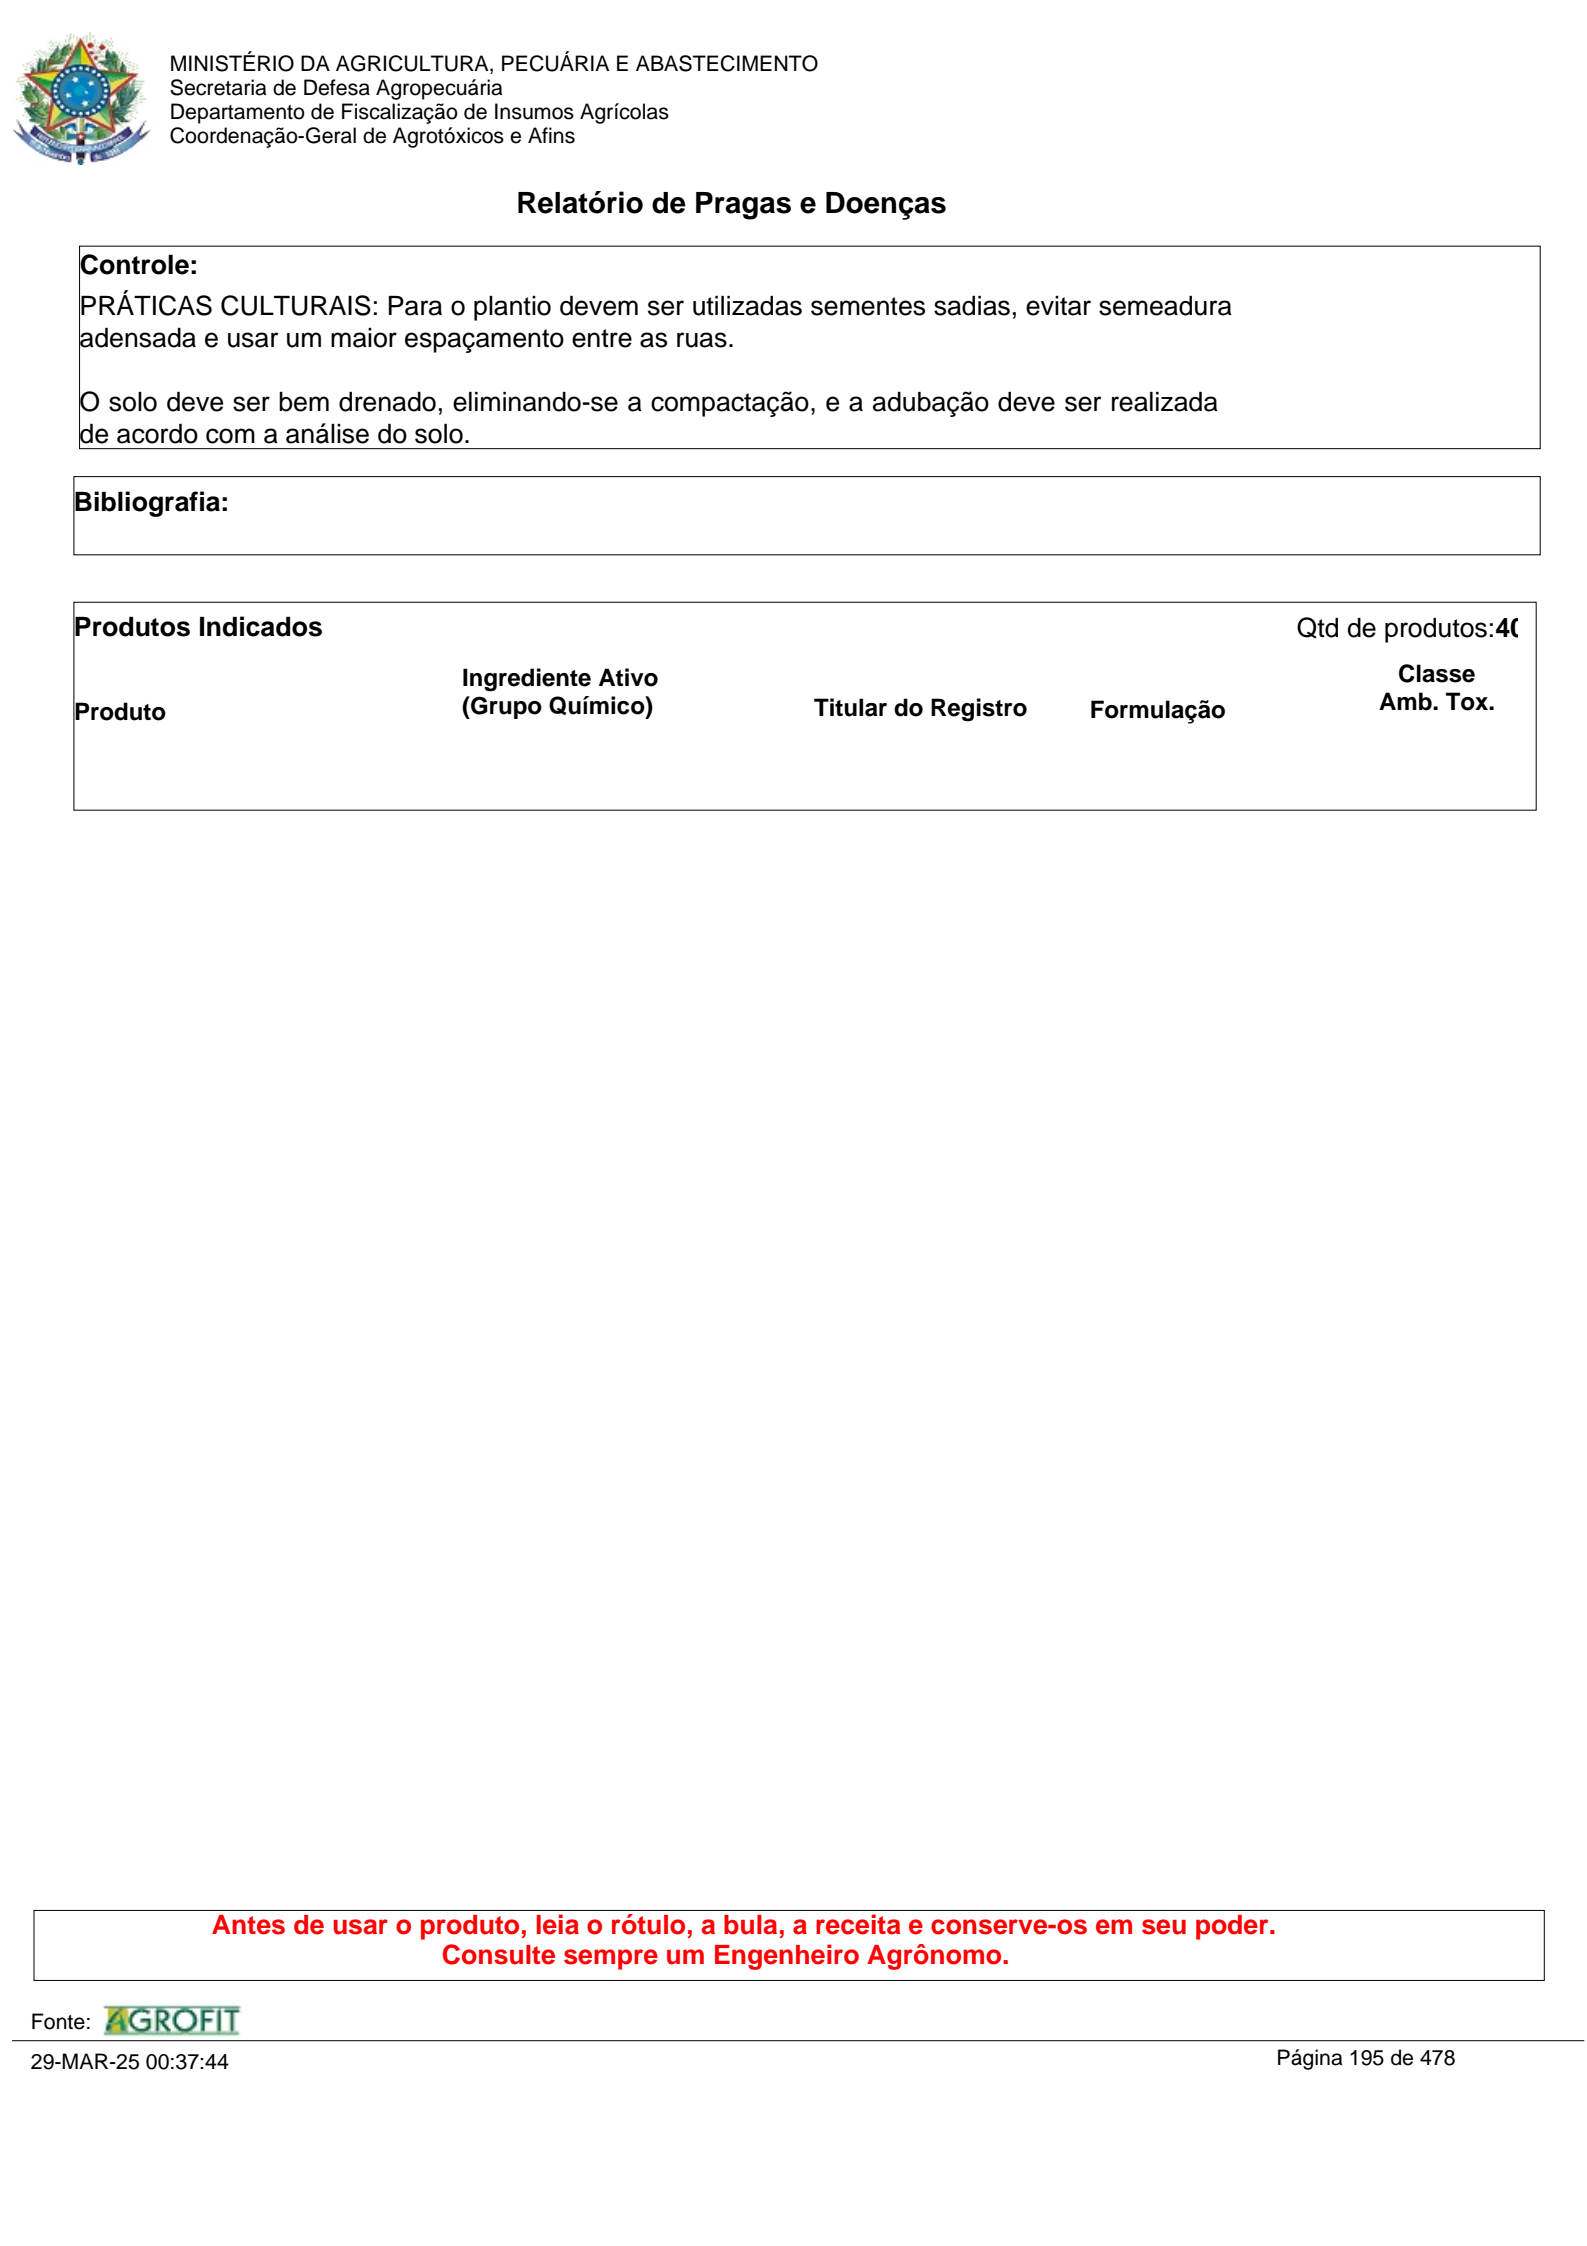 MINISTÉRIO DA AGRICULTURA, PECUÁRIA E ABASTECIMENTO
Secretaria de Defesa Agropecuária
Departamento de Fiscalização de Insumos Agrícolas
Coordenação-Geral de Agrotóxicos e Afins
Relatório de Pragas e Doenças
Controle:
PRÁTICAS CULTURAIS: Para o plantio devem ser utilizadas sementes sadias, evitar semeadura
adensada e usar um maior espaçamento entre as ruas.
O solo deve ser bem drenado, eliminando-se a compactação, e a adubação deve ser realizada
de acordo com a análise do solo.
Bibliografia:
Produtos Indicados Qtd de produtos:
Produto Ingrediente Ativo (Grupo Químico) Titular do Registro Formulação Classe Amb. Tox.
Antes de usar o produto, leia o rótulo, a bula, a receita e conserve-os em seu poder.
Consulte sempre um Engenheiro Agrônomo.
Fonte: AGROFIT
29-MAR-25 00:37:44 Página 195 de 478